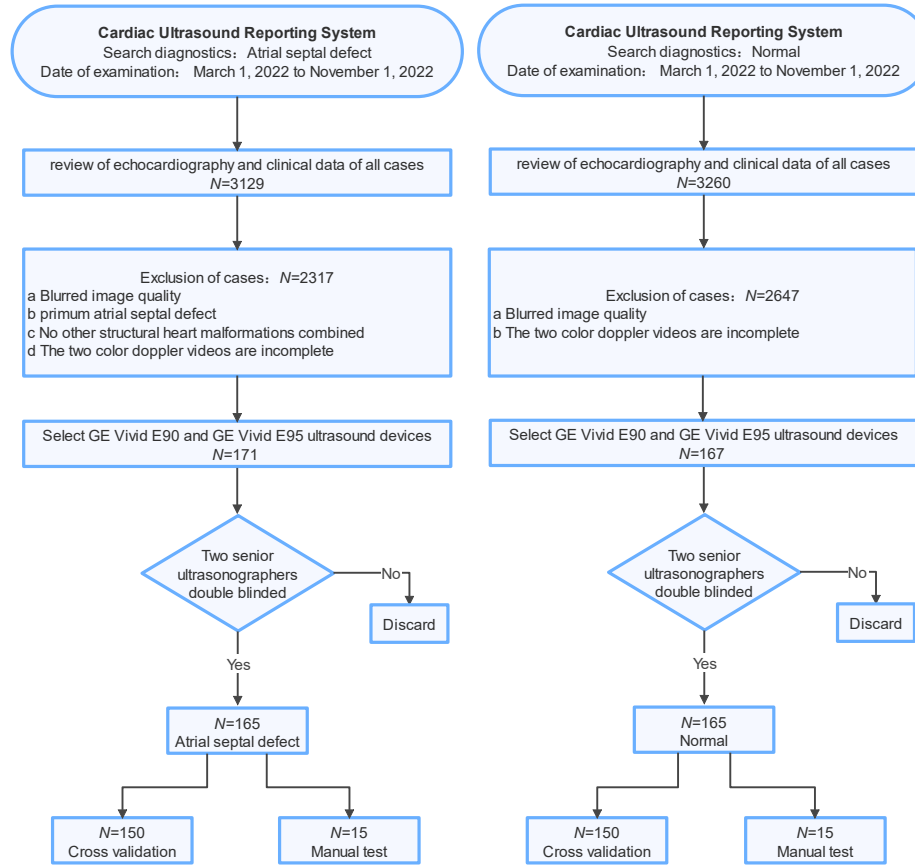 Cardiac Ultrasound Reporting System
Search diagnostics：Atrial septal defect
Date of examination： March 1, 2022 to November 1, 2022
review of echocardiography and clinical data of all cases
N=3129
Exclusion of cases：N=2317
a Blurred image quality
b primum atrial septal defect
c No other structural heart malformations combined
d The two color doppler videos are incomplete
Select GE Vivid E90 and GE Vivid E95 ultrasound devices
N=171
Two senior
ultrasonographers
double blinded
No
Discard
Yes
N=165
Atrial septal defect
N=150
Cross validation
N=15
Manual test
Cardiac Ultrasound Reporting System
Search diagnostics：Normal
Date of examination： March 1, 2022 to November 1, 2022
review of echocardiography and clinical data of all cases
N=3260
Exclusion of cases：N=2647
a Blurred image quality
b The two color doppler videos are incomplete
Select GE Vivid E90 and GE Vivid E95 ultrasound devices
N=167
Two senior
ultrasonographers
double blinded
No
Discard
Yes
N=165
Normal
N=150
Cross validation
N=15
Manual test